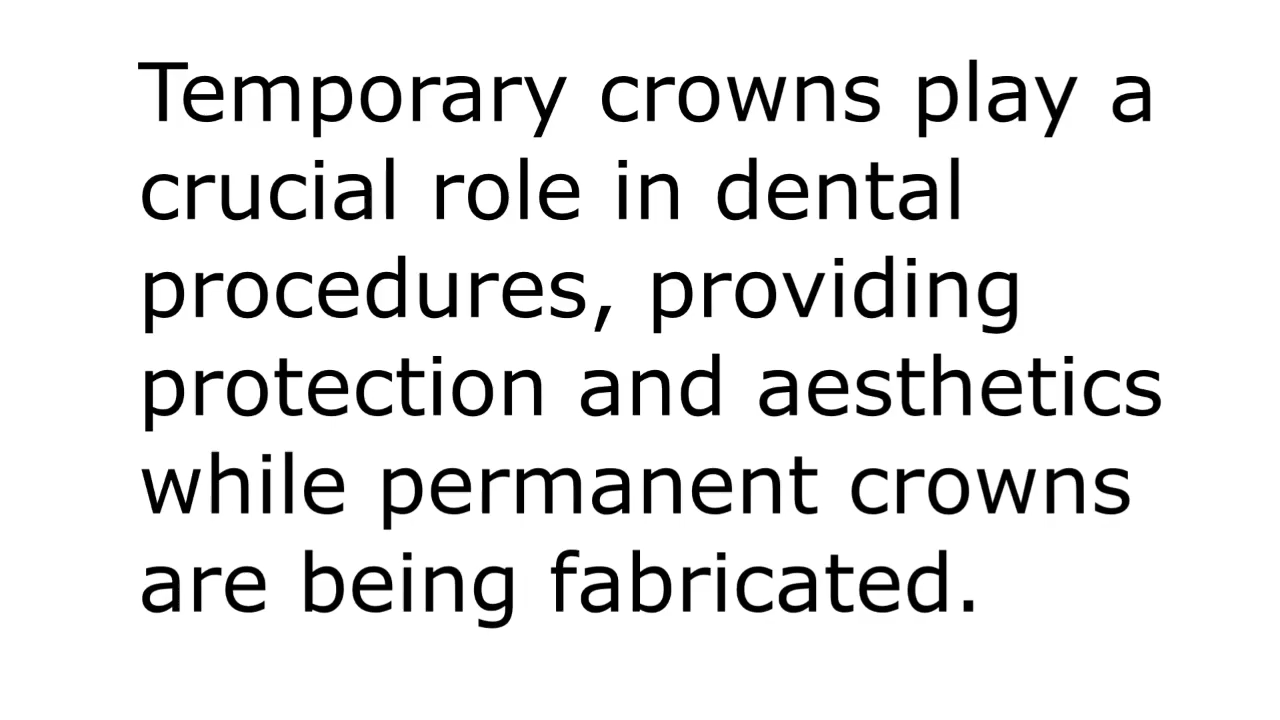 Temporary crowns play a
crucial role in dental
procedures, providing
protection and aesthetics
while permanent crowns
are being fabricated.